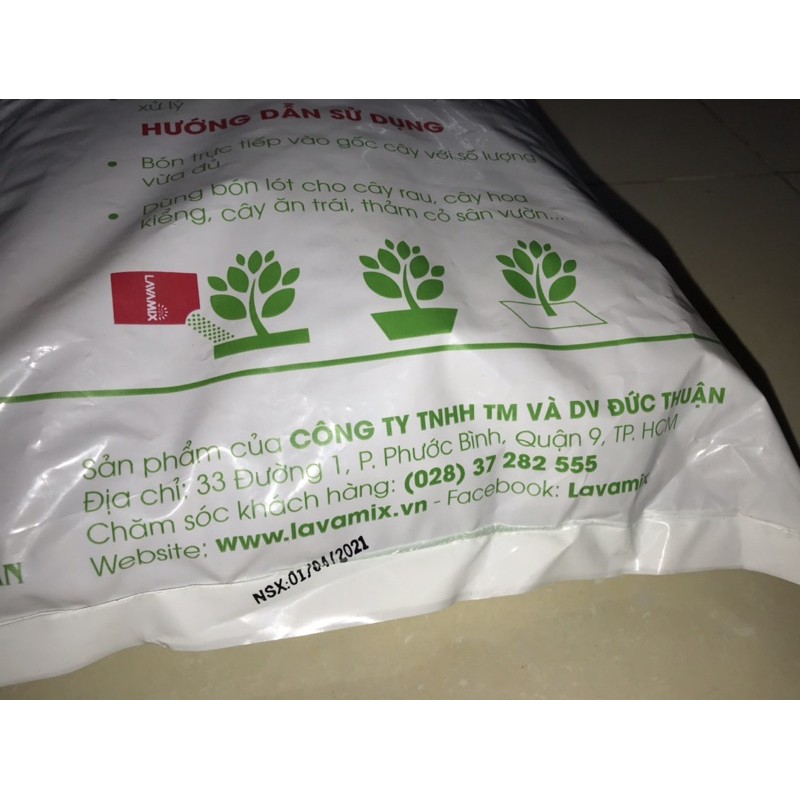 xử lý
HƯỚNG DẪN SỬ DỤNG
• Bón trực tiếp vào gốc cây với số lượng
vừa đủ
• Dùng bón lót cho cây rau, cây hoa
kiểng, cây ăn trái, thảm cỏ sân vườn...
LAVAMIX
Sản phẩm của CÔNG TY TNHH TM VÀ DV ĐỨC THUẬN
Địa chỉ: 33 Đường 1, P. Phước Bình, Quận 9, TP. HCM
Chăm sóc khách hàng: (028) 37 282 555
Website: www.lavamix.vn - Facebook: Lavamix
NSX:01/04/2021